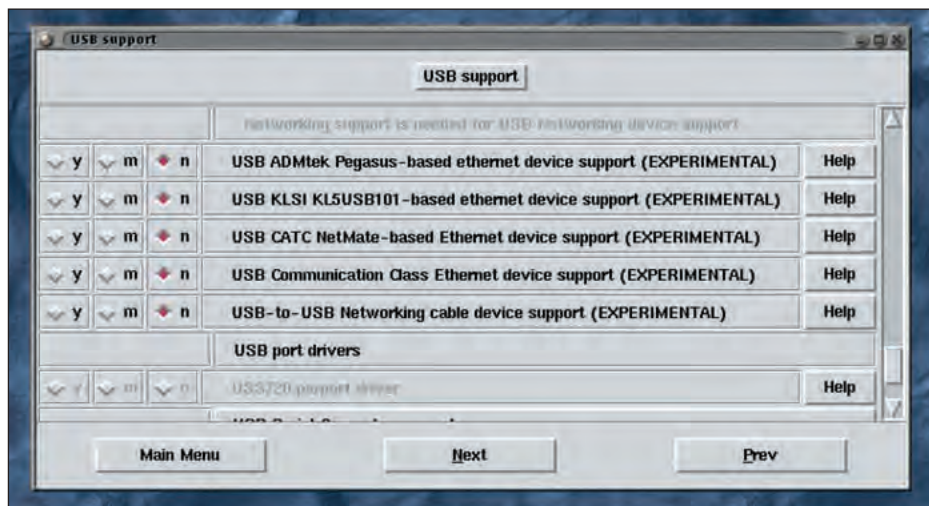 USB support
USB support
Networking support is needed for USB Networking device support
y m n USB ADMtek Pegasus-based ethernet device support (EXPERIMENTAL) Help
y m n USB KLSI KL5USB101-based ethernet device support (EXPERIMENTAL) Help
y m n USB CATC NetMate-based Ethernet device support (EXPERIMENTAL) Help
y m n USB Communication Class Ethernet device support (EXPERIMENTAL) Help
y m n USB-to-USB Networking cable device support (EXPERIMENTAL) Help
USB port drivers
y m n USS720 parport driver Help
Main Menu Next Prev